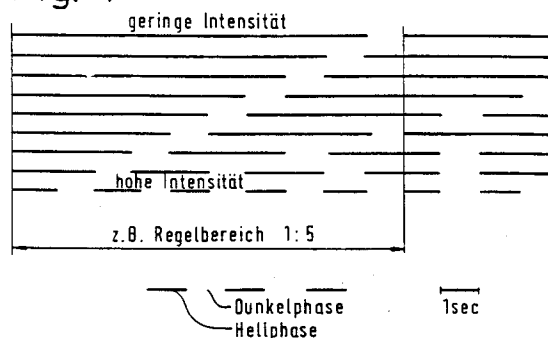 geringe Intensität
hohe Intensität
z.B. Regelbereich 1:5
Dunkelphase
1sec
Hellphase